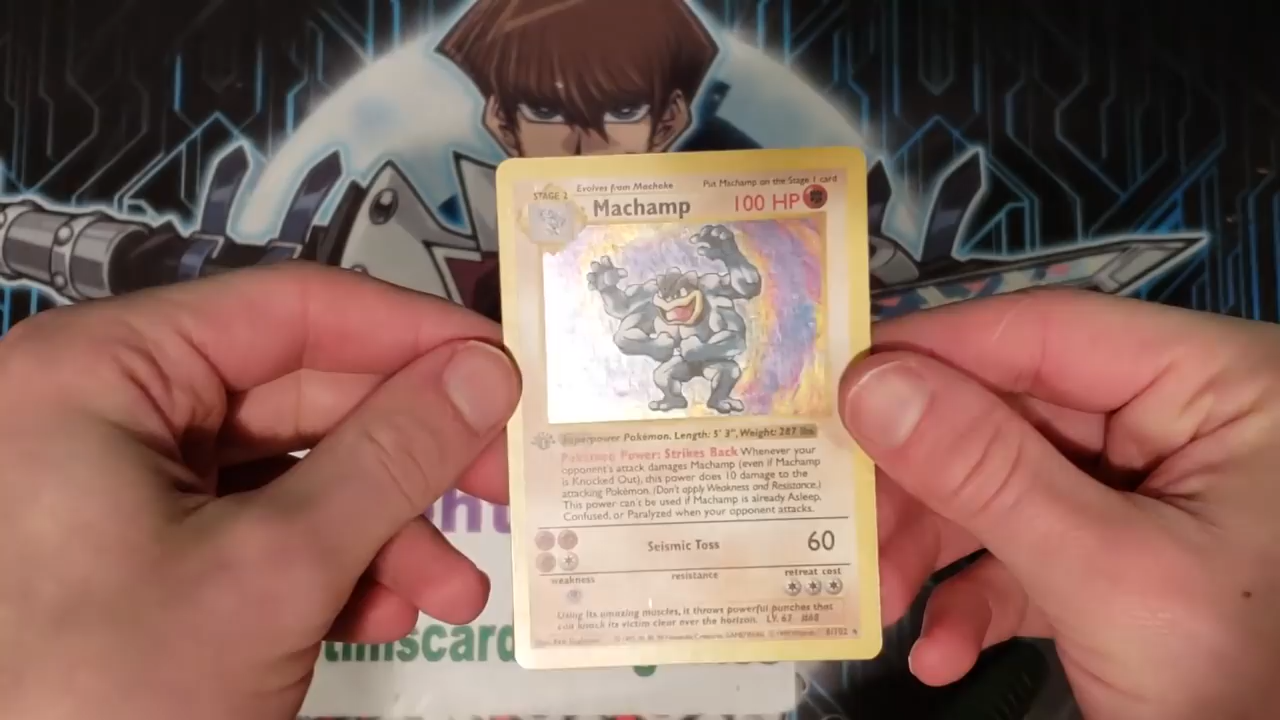 STAGE 2
Evolves from Machoke
Put Machamp on the Stage 1 card
Machamp
100 HP
Superpower Pokémon. Length: 5' 3", Weight: 287 lbs.
Pokémon Power: Strikes Back Whenever your
opponent's attack damages Machamp (even if Machamp
is Knocked Out), this power does 10 damage to the
attacking Pokémon. (Don't apply Weakness and Resistance.)
This power can't be used if Machamp is already Asleep,
Confused, or Paralyzed when your opponent attacks.
Seismic Toss
60
weakness
resistance
retreat cost
Using its amazing muscles, it throws powerful punches that
can knock its victim clear over the horizon. LV. 67 #68
8/102
timscard